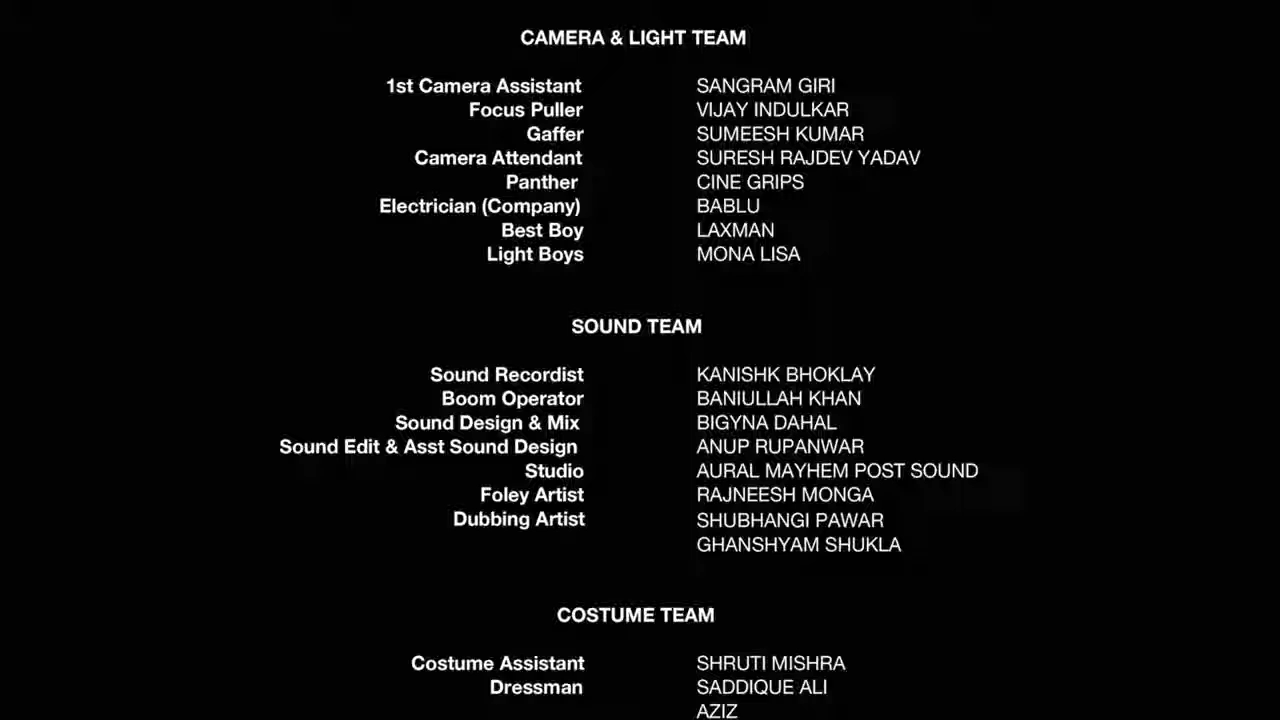 CAMERA & LIGHT TEAM
1st Camera Assistant SANGRAM GIRI
Focus Puller VIJAY INDULKAR
Gaffer SUMEESH KUMAR
Camera Attendant SURESH RAJDEV YADAV
Panther CINE GRIPS
Electrician (Company) BABLU
Best Boy LAXMAN
Light Boys MONA LISA
SOUND TEAM
Sound Recordist KANISHK BHOKLAY
Boom Operator BANIULLAH KHAN
Sound Design & Mix BIGYNA DAHAL
Sound Edit & Asst Sound Design ANUP RUPANWAR
Studio AURAL MAYHEM POST SOUND
Foley Artist RAJNEESH MONGA
Dubbing Artist SHUBHANGI PAWAR
GHANSHYAM SHUKLA
COSTUME TEAM
Costume Assistant SHRUTI MISHRA
Dressman SADDIQUE ALI
AZIZ